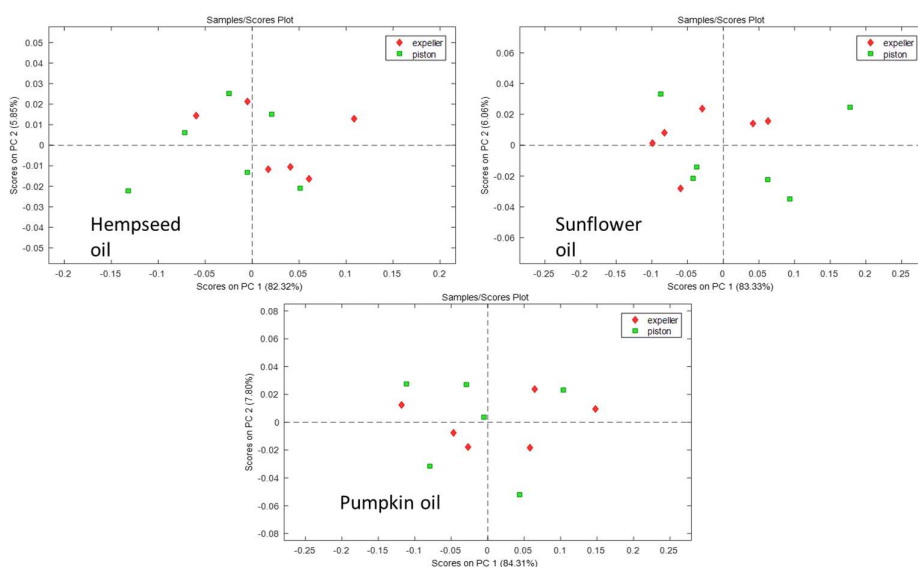 Samples/Scores Plot
0.05
0.04
0.03
0.02
0.01
0
-0.01
-0.02
-0.03
-0.04
-0.05
Scores on PC 2 (5.85%)
expeller
piston
Hempseed
oil
-0.2 -0.15 -0.1 -0.05 0 0.05 0.1 0.15 0.2
Scores on PC 1 (82.32%)
Samples/Scores Plot
0.06
0.04
0.02
0
-0.02
-0.04
-0.06
Scores on PC 2 (6.06%)
expeller
piston
Sunflower
oil
-0.25 -0.2 -0.15 -0.1 -0.05 0 0.05 0.1 0.15 0.2 0.25
Scores on PC 1 (83.33%)
Samples/Scores Plot
0.08
0.06
0.04
0.02
0
-0.02
-0.04
-0.06
-0.08
Scores on PC 2 (7.80%)
expeller
piston
Pumpkin oil
-0.25 -0.2 -0.15 -0.1 -0.05 0 0.05 0.1 0.15 0.2 0.25
Scores on PC 1 (84.31%)